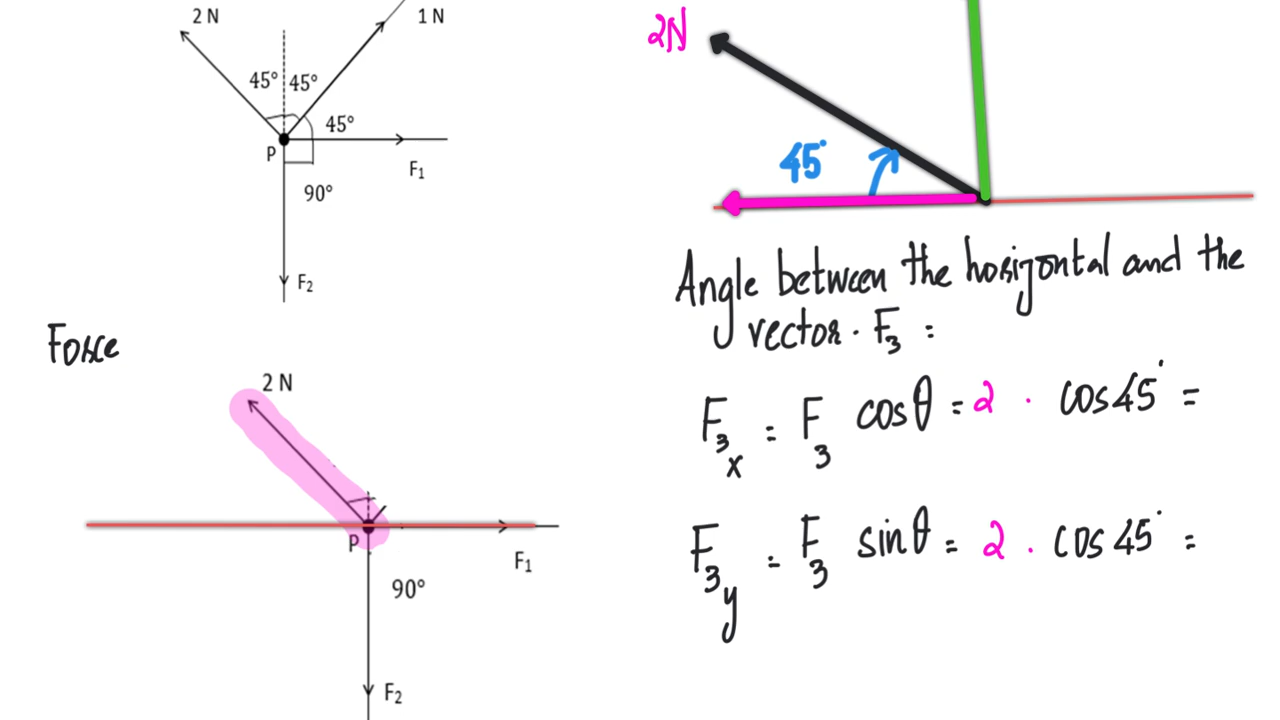 2 N
1 N
45°
45°
45°
P
F₁
90°
F₂
Force
2 N
P
F₁
90°
F₂
2N
45°
Angle between the horizontal and the
vector. F₃ :
F₃ₓ = F₃ cosθ = 2 · cos45° =
F₃y = F₃ sinθ = 2 · cos45° =